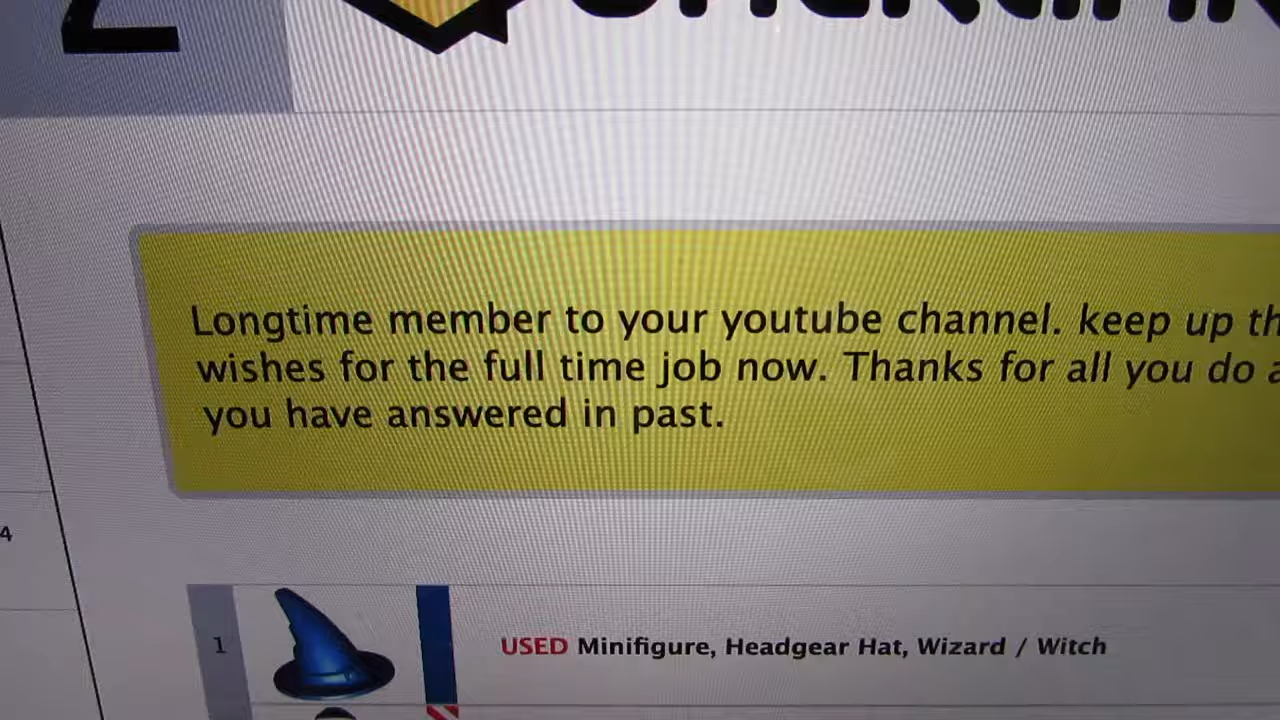 Longtime member to your youtube channel. keep up
wishes for the full time job now. Thanks for all you do
you have answered in past.
4
1 USED Minifigure, Headgear Hat, Wizard / Witch